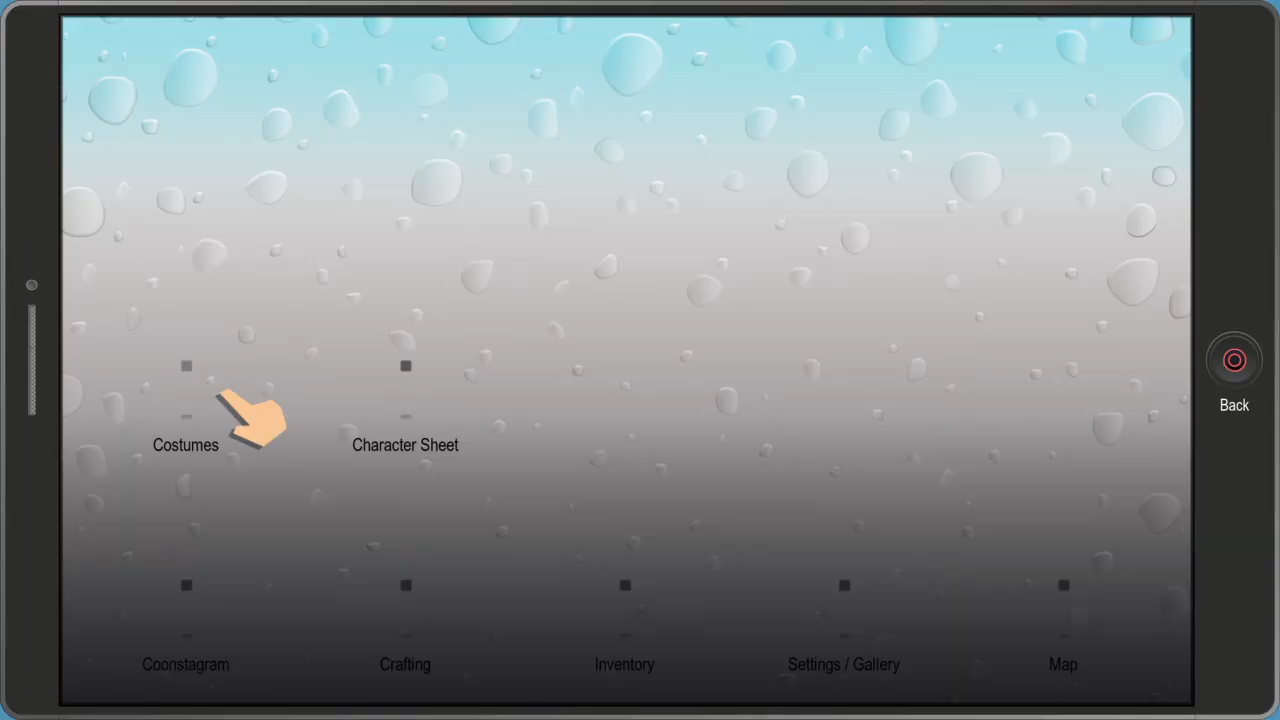 Back
Costumes
Character Sheet
Coonstagram
Crafting
Inventory
Settings / Gallery
Map